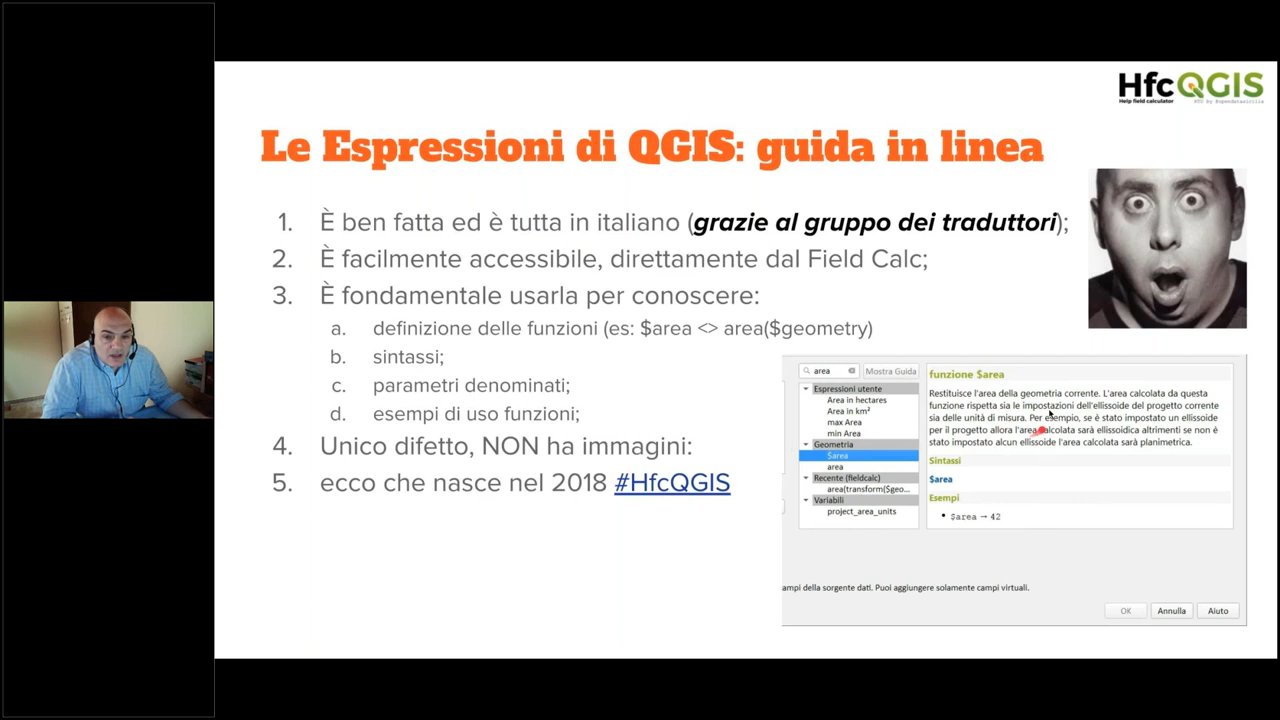 HfcQGIS
Help field calculator
Le Espressioni di QGIS: guida in linea
1. È ben fatta ed è tutta in italiano (grazie al gruppo dei traduttori);
2. È facilmente accessibile, direttamente dal Field Calc;
3. È fondamentale usarla per conoscere:
a. definizione delle funzioni (es: $area <> area($geometry)
b. sintassi;
c. parametri denominati;
d. esempi di uso funzioni;
4. Unico difetto, NON ha immagini:
5. ecco che nasce nel 2018 #HfcQGIS
area
Mostra Guida
Espressioni utente
Area in hectares
Area in km²
max Area
min Area
Geometria
$area
area
Recente (fieldcalc)
area(transform($geo...
Variabili
project_area_units
funzione $area
Restituisce l'area della geometria corrente. L'area calcolata da questa
funzione rispetta sia le impostazioni dell'ellissoide del progetto corrente
sia delle unità di misura. Per esempio, se è stato impostato un ellissoide
per il progetto allora l'area calcolata sarà ellissoidica altrimenti se non è
stato impostato alcun ellissoide l'area calcolata sarà planimetrica.
Sintassi
$area
Esempi
• $area → 42
ampi della sorgente dati. Puoi aggiungere solamente campi virtuali.
OK
Annulla
Aiuto